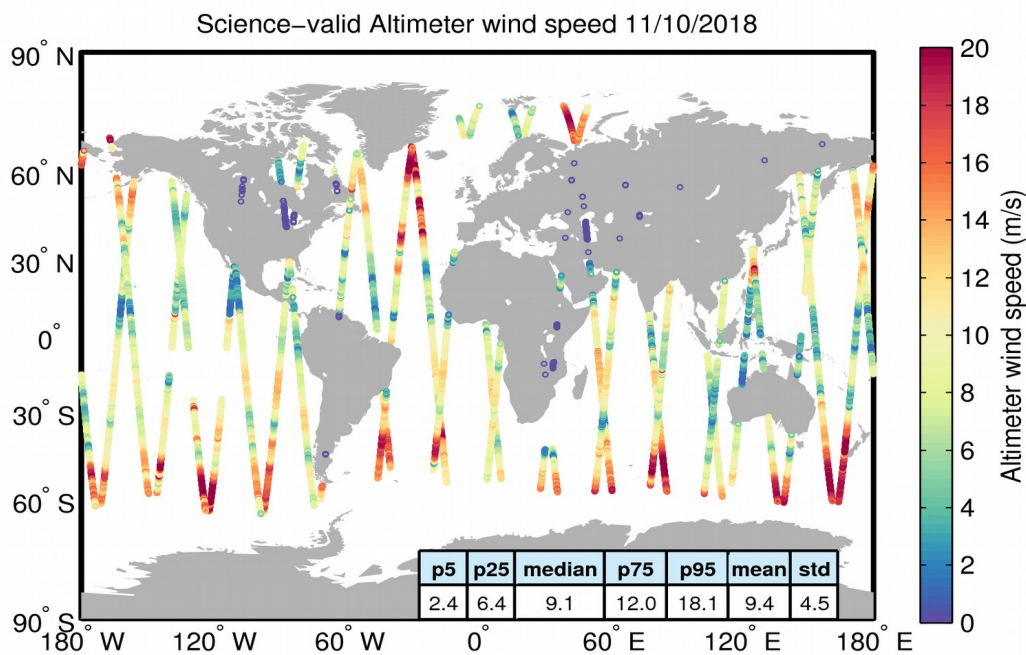 Science-valid Altimeter wind speed 11/10/2018
90° N
60° N
30° N
0°
30° S
60° S
90° S
180° W
120° W
60° W
0°
60° E
120° E
180° E
20
18
16
14
12
10
8
6
4
2
0
Altimeter wind speed (m/s)
p5 p25 median p75 p95 mean std
2.4 6.4 9.1 12.0 18.1 9.4 4.5